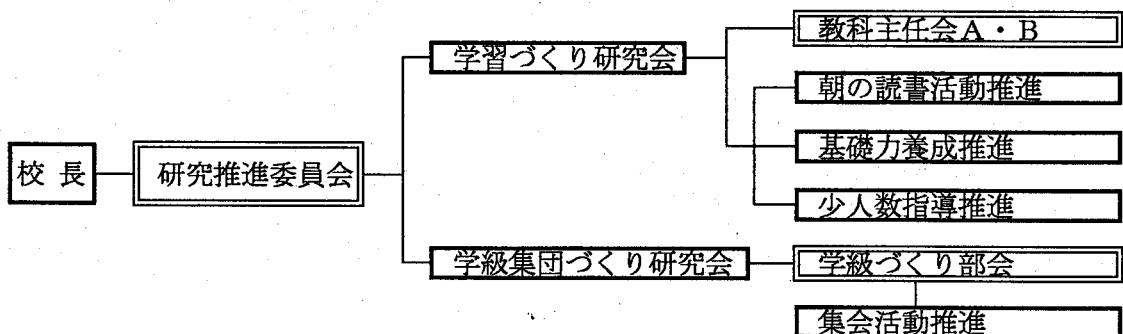 校長
研究推進委員会
学習づくり研究会
教科主任会A・B
朝の読書活動推進
基礎力養成推進
少人数指導推進
学級集団づくり研究会
学級づくり部会
集会活動推進